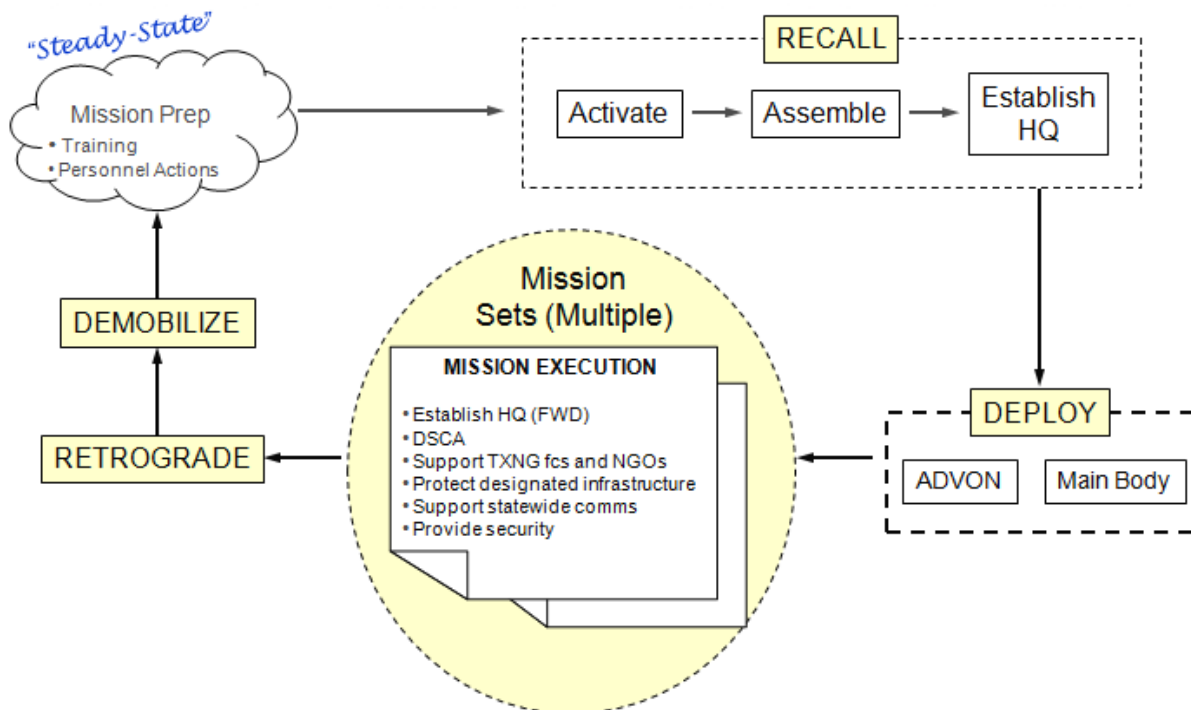 "Steady-State"
Mission Prep
• Training
• Personnel Actions
RECALL
Activate
Assemble
Establish
HQ
DEPLOY
ADVON
Main Body
Mission
Sets (Multiple)
MISSION EXECUTION
• Establish HQ (FWD)
• DSCA
• Support TXNG fcs and NGOs
• Protect designated infrastructure
• Support statewide comms
• Provide security
RETROGRADE
DEMOBILIZE